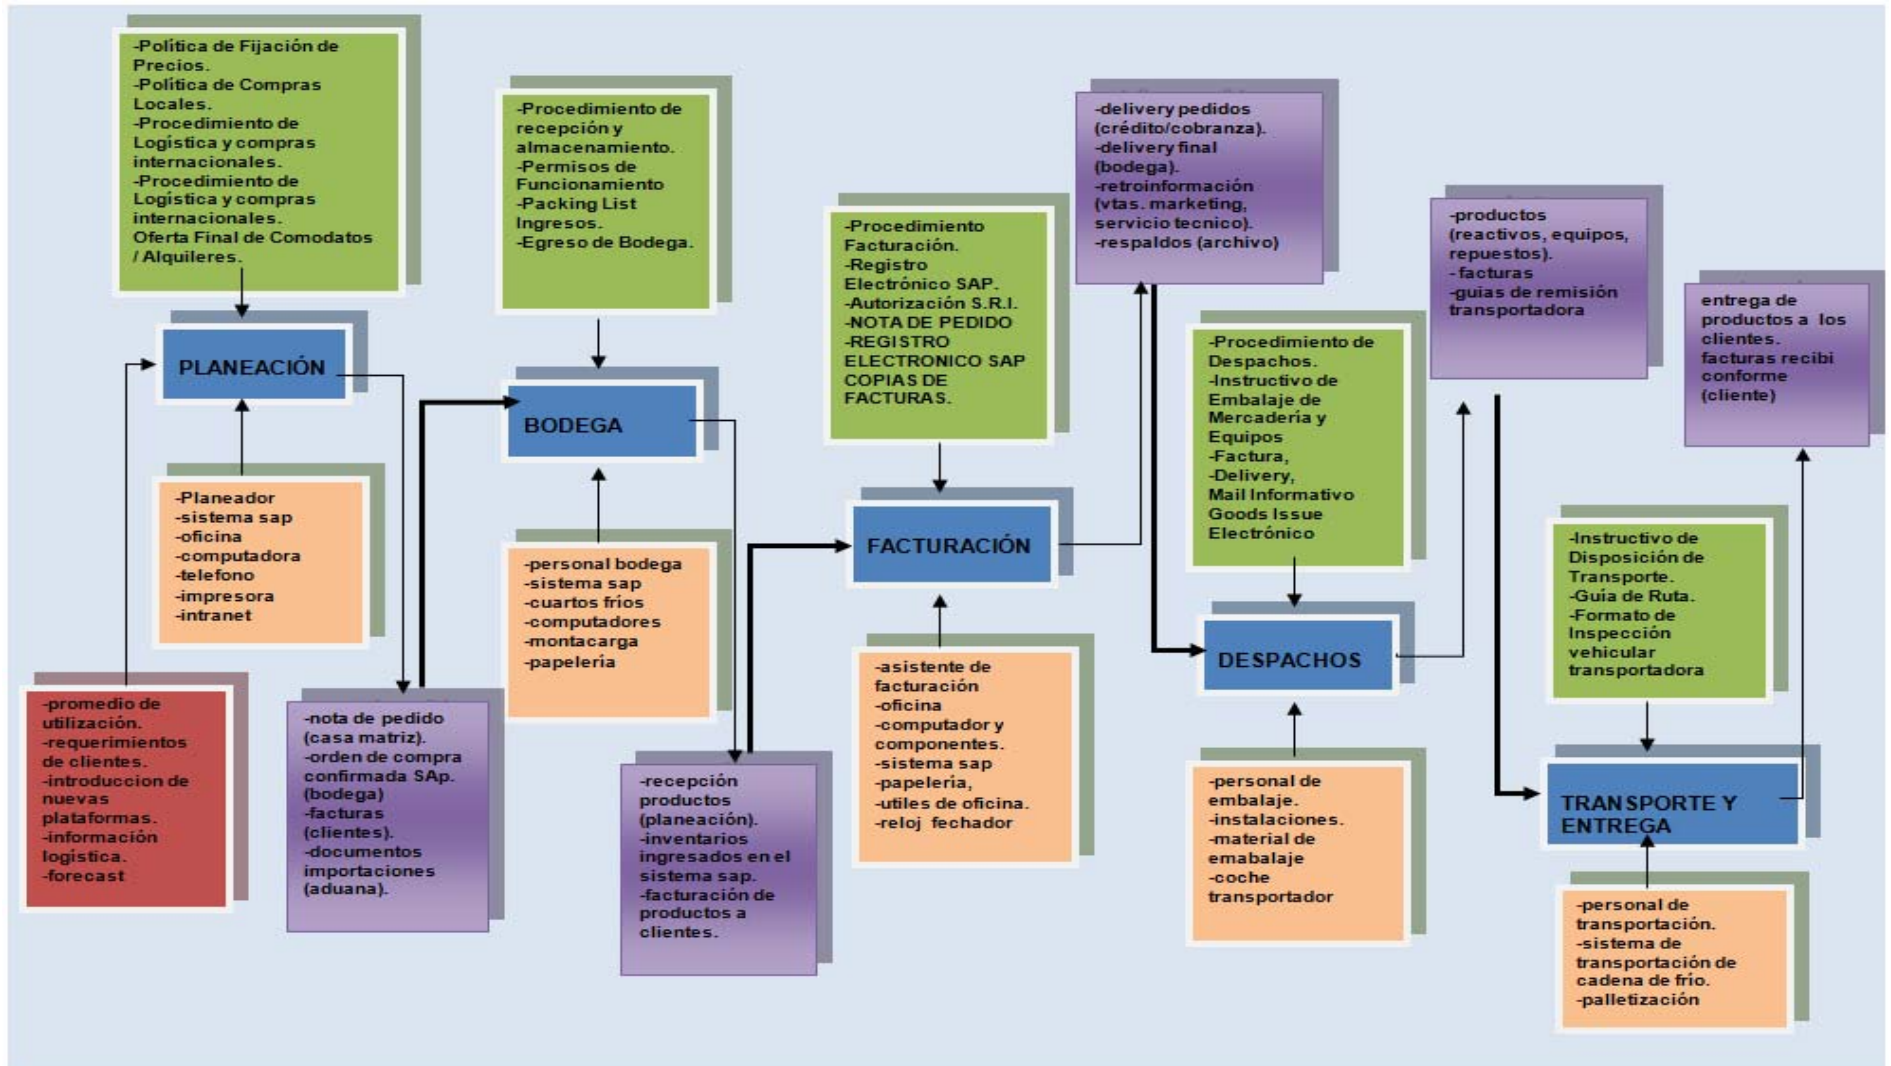 -Política de Fijación de
Precios.
-Política de Compras
Locales.
-Procedimiento de
Logística y compras
internacionales.
-Procedimiento de
Logística y compras
internacionales.
Oferta Final de Comodatos
/ Alquileres.
PLANEACIÓN
-Planeador
-sistema sap
-oficina
-computadora
-telefono
-impresora
-intranet
-promedio de
utilización.
-requerimientos
de clientes.
-introduccion de
nuevas
plataformas.
-información
logística.
-forecast
-nota de pedido
(casa matriz).
-orden de compra
confirmada SAp.
(bodega)
-facturas
(clientes).
-documentos
importaciones
(aduana).
-Procedimiento de
recepción y
almacenamiento.
-Permisos de
Funcionamiento
-Packing List
Ingresos.
-Egreso de Bodega.
BODEGA
-personal bodega
-sistema sap
-cuartos fríos
-computadores
-montacarga
-papelería
-recepción
productos
(planeación).
-inventarios
ingresados en el
sistema sap.
-facturación de
productos a
clientes.
-Procedimiento
Facturación.
-Registro
Electrónico SAP.
-Autorización S.R.I.
-NOTA DE PEDIDO
-REGISTRO
ELECTRONICO SAP
COPIAS DE
FACTURAS.
FACTURACIÓN
-asistente de
facturación
-oficina
-computador y
componentes.
-sistema sap
-papelería,
-utiles de oficina.
-reloj fechador
-delivery pedidos
(crédito/cobranza).
-delivery final
(bodega).
-retroinformación
(vtas. marketing,
servicio tecnico).
-respaldos (archivo)
-Procedimiento de
Despachos.
-Instructivo de
Embalaje de
Mercadería y
Equipos
-Factura,
-Delivery,
Mail Informativo
Goods Issue
Electrónico
DESPACHOS
-personal de
embalaje.
-instalaciones.
-material de
emabalaje
-coche
transportador
-productos
(reactivos, equipos,
repuestos).
- facturas
-guias de remisión
transportadora
-Instructivo de
Disposición de
Transporte.
-Guía de Ruta.
-Formato de
Inspección
vehicular
transportadora
TRANSPORTE Y
ENTREGA
-personal de
transportación.
-sistema de
transportación de
cadena de frío.
-palletización
entrega de
productos a los
clientes.
facturas recibi
conforme
(cliente)